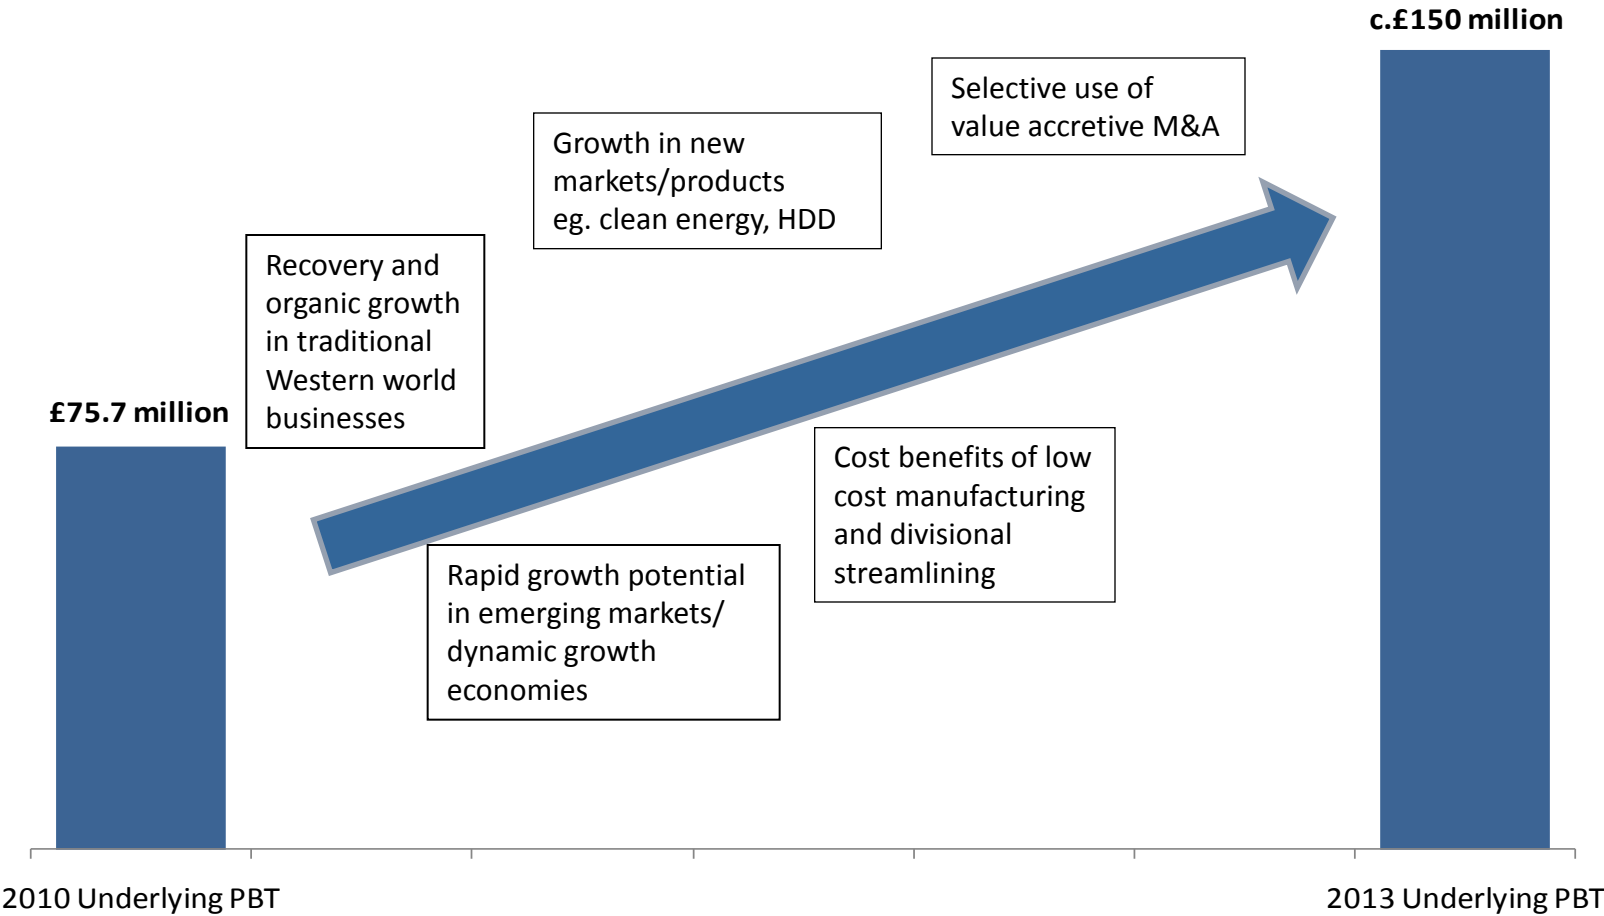 c.£150 million
Selective use of
value accretive M&A
Growth in new
markets/products
eg. clean energy, HDD
Recovery and
organic growth
in traditional
Western world
businesses
£75.7 million
Cost benefits of low
cost manufacturing
and divisional
streamlining
Rapid growth potential
in emerging markets/
dynamic growth
economies
2010 Underlying PBT
2013 Underlying PBT